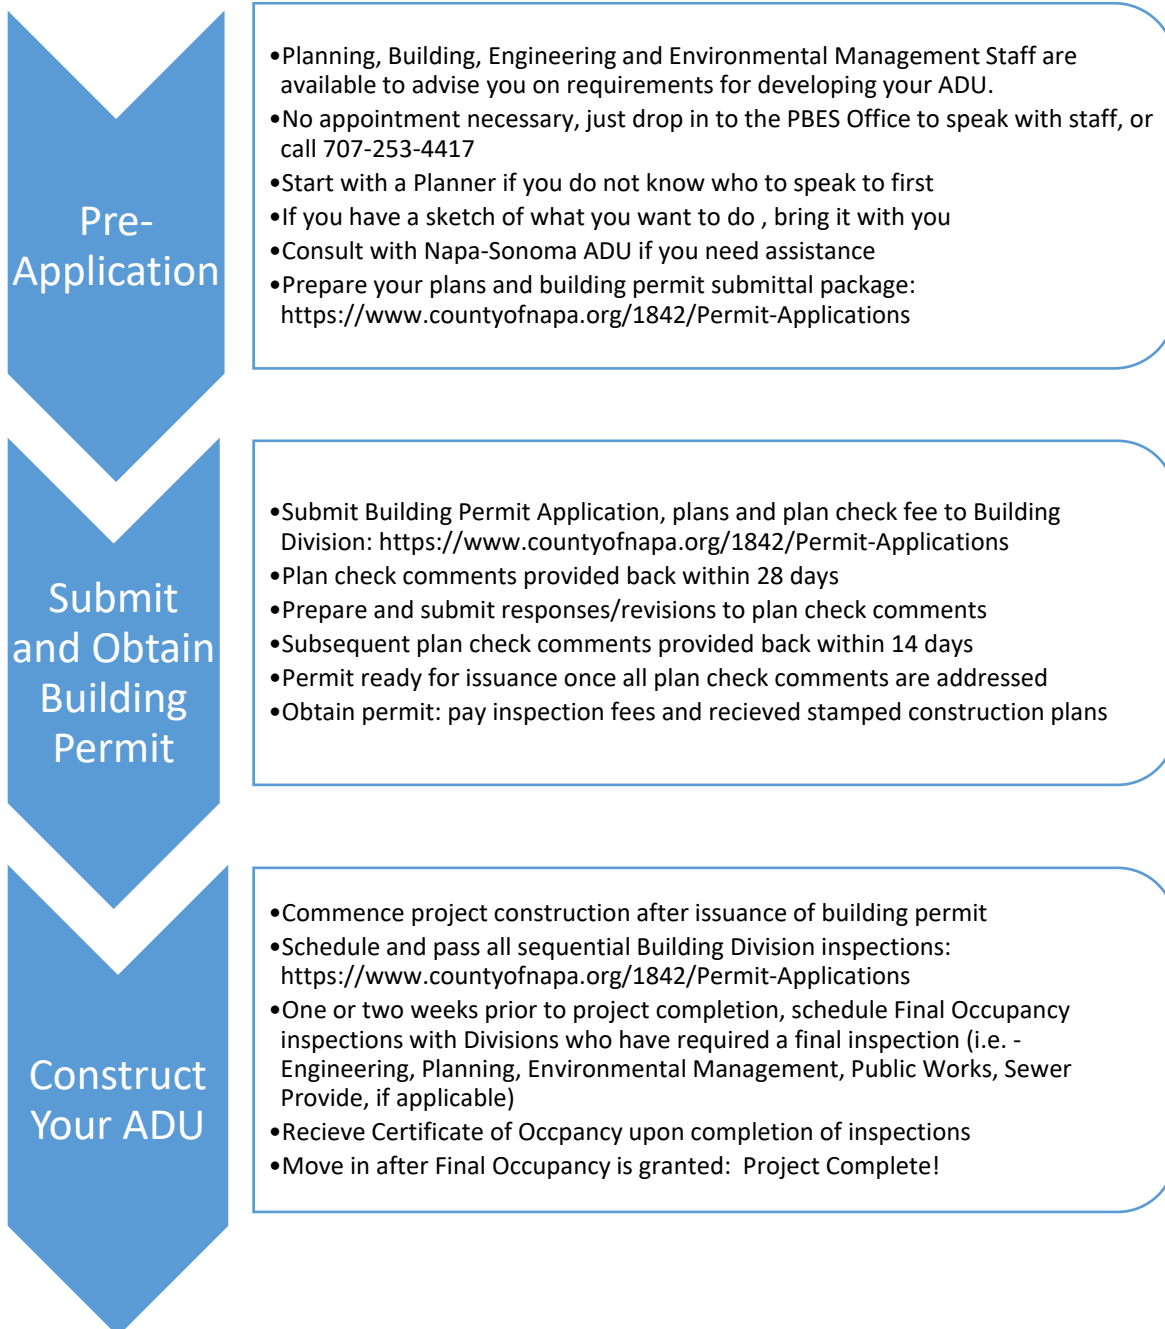 Pre-
Application
•Planning, Building, Engineering and Environmental Management Staff are
available to advise you on requirements for developing your ADU.
•No appointment necessary, just drop in to the PBES Office to speak with staff, or
call 707-253-4417
•Start with a Planner if you do not know who to speak to first
•If you have a sketch of what you want to do , bring it with you
•Consult with Napa-Sonoma ADU if you need assistance
•Prepare your plans and building permit submittal package:
https://www.countyofnapa.org/1842/Permit-Applications
Submit
and Obtain
Building
Permit
•Submit Building Permit Application, plans and plan check fee to Building
Division: https://www.countyofnapa.org/1842/Permit-Applications
•Plan check comments provided back within 28 days
•Prepare and submit responses/revisions to plan check comments
•Subsequent plan check comments provided back within 14 days
•Permit ready for issuance once all plan check comments are addressed
•Obtain permit: pay inspection fees and recieved stamped construction plans
Construct
Your ADU
•Commence project construction after issuance of building permit
•Schedule and pass all sequential Building Division inspections:
https://www.countyofnapa.org/1842/Permit-Applications
•One or two weeks prior to project completion, schedule Final Occupancy
inspections with Divisions who have required a final inspection (i.e. -
Engineering, Planning, Environmental Management, Public Works, Sewer
Provide, if applicable)
•Recieve Certificate of Occpancy upon completion of inspections
•Move in after Final Occupancy is granted:  Project Complete!